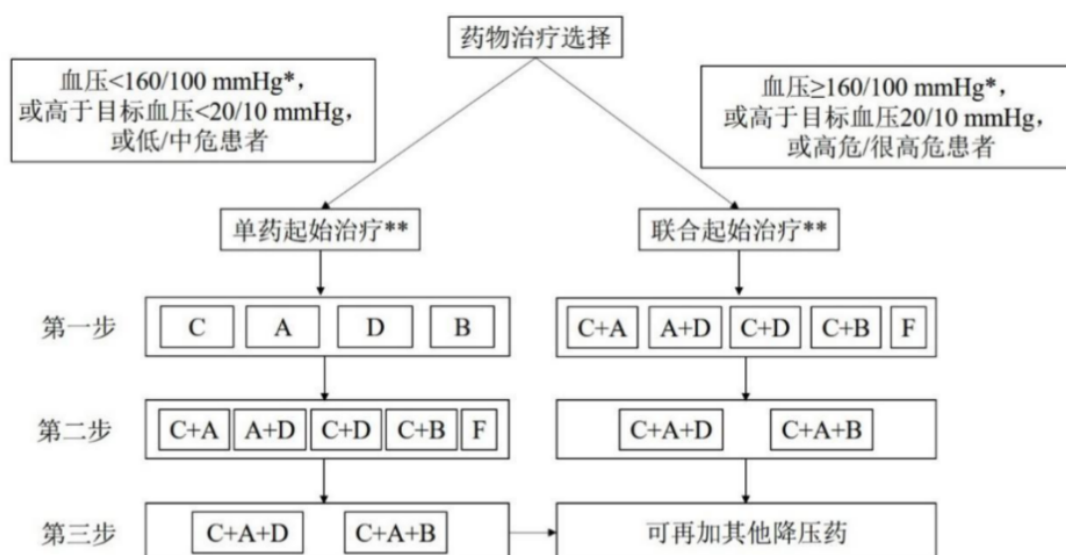 药物治疗选择
血压<160/100 mmHg*，
或高于目标血压<20/10 mmHg，
或低/中危患者
血压≥160/100 mmHg*，
或高于目标血压20/10 mmHg，
或高危/很高危患者
单药起始治疗**
联合起始治疗**
第一步
C A D B
C+A A+D C+D C+B F
第二步
C+A A+D C+D C+B F
C+A+D C+A+B
第三步
C+A+D C+A+B
可再加其他降压药